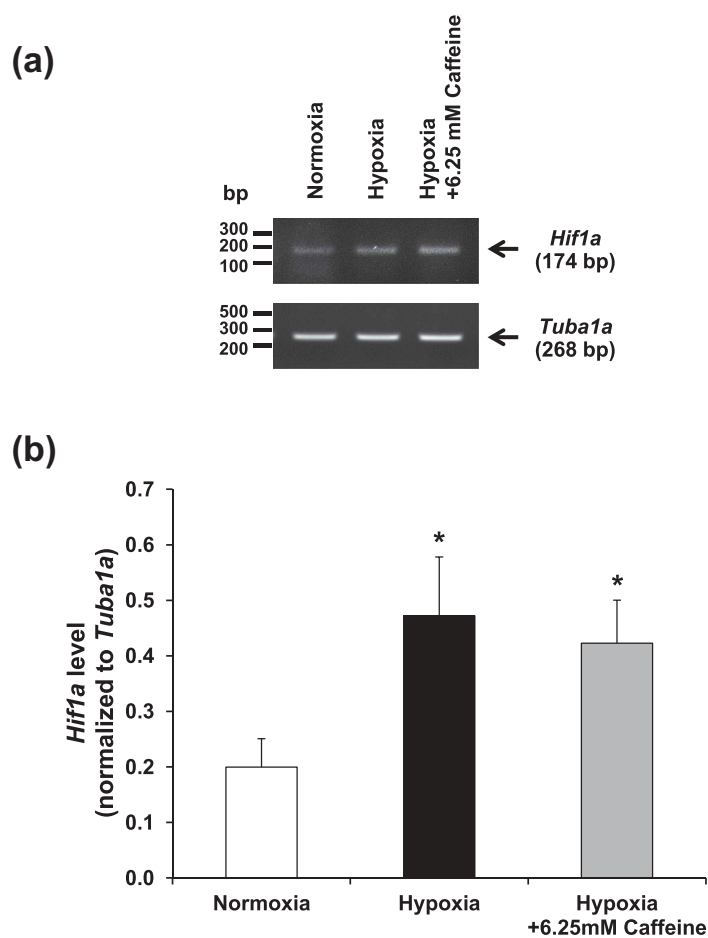 (a)
Normoxia
Hypoxia
Hypoxia
+6.25 mM Caffeine
bp
300
200
100
Hif1a
(174 bp)
500
300
200
Tuba1a
(268 bp)
(b)
Hif1a level
(normalized to Tuba1a)
0.7
0.6
0.5
0.4
0.3
0.2
0.1
0.0
*
*
Normoxia
Hypoxia
Hypoxia
+6.25mM Caffeine